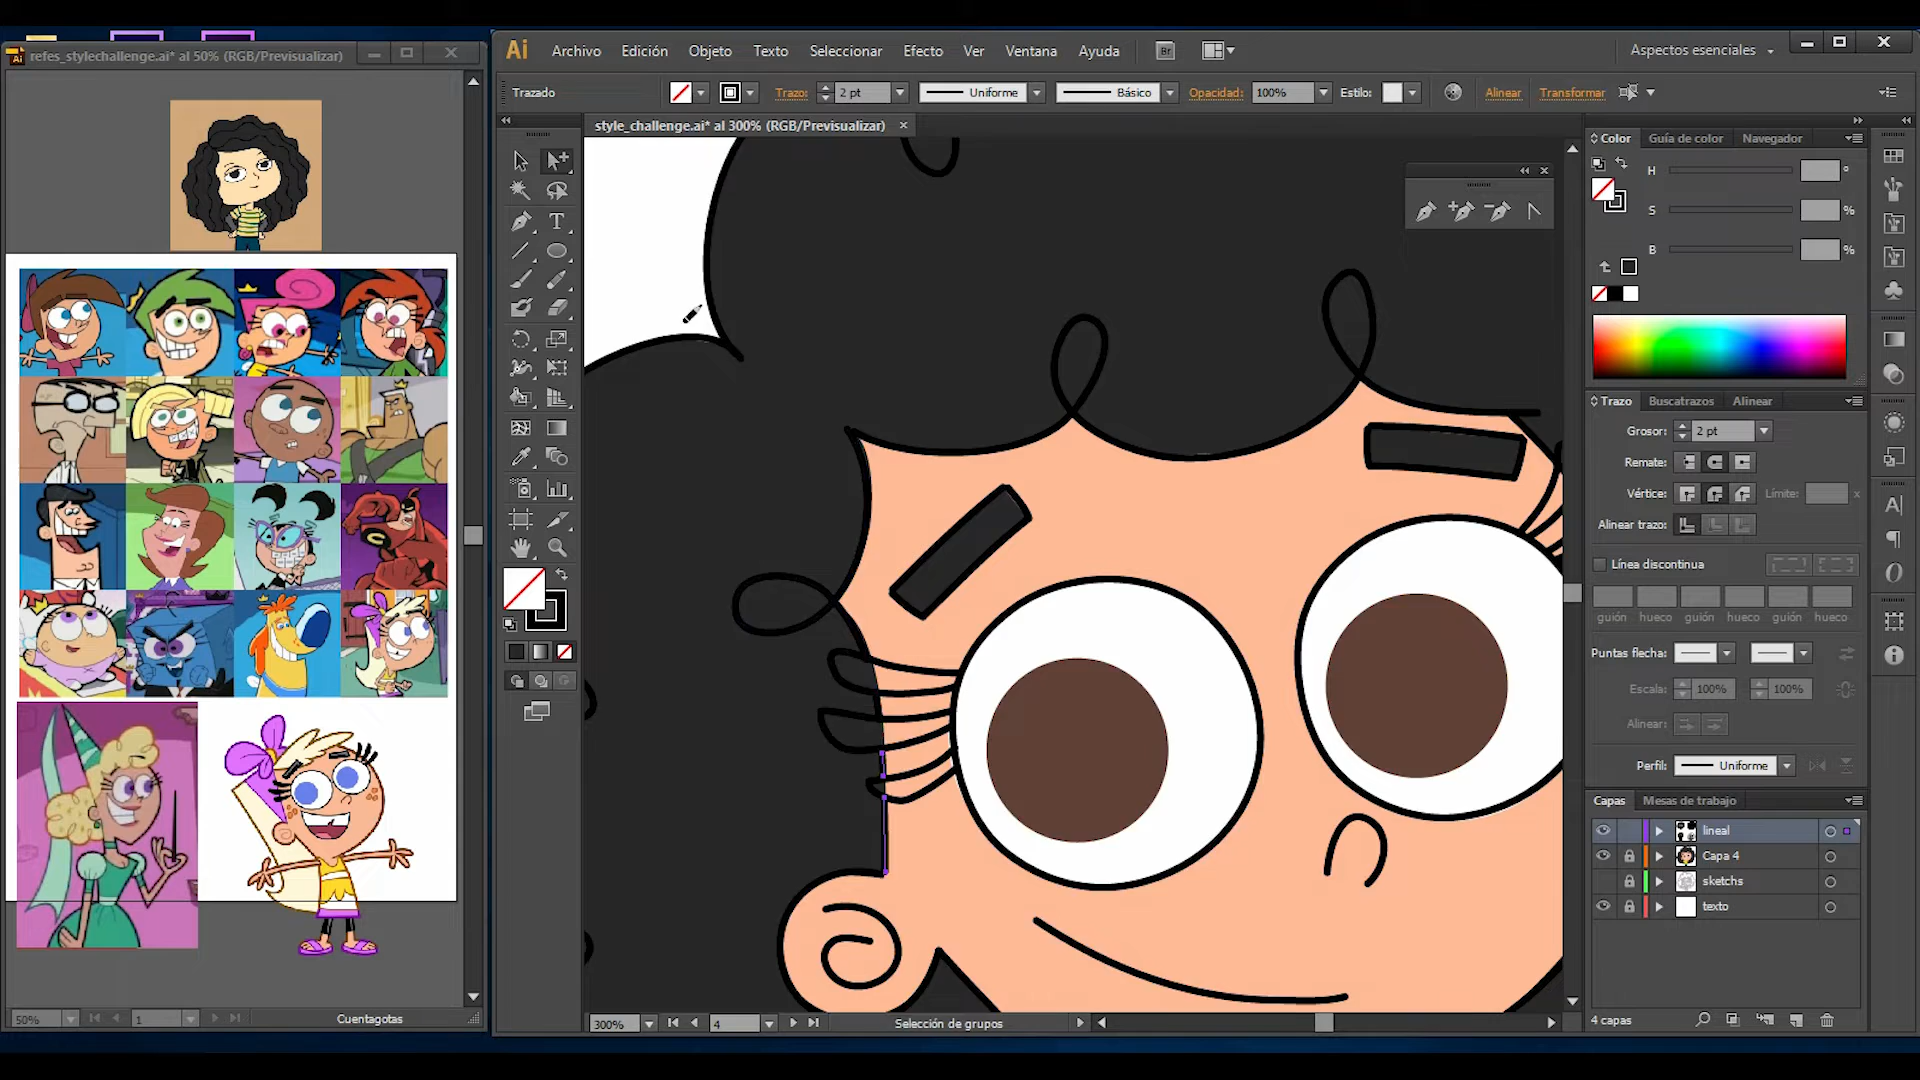 refes_stylechallenge.ai* al 50% (RGB/Previsualizar)
Ai
Archivo Edición Objeto Texto Seleccionar Efecto Ver Ventana Ayuda Br Aspectos esenciales
Trazado Trazo: 2 pt Uniforme Básico Opacidad: 100% Estilo: Alinear Transformar
style_challenge.ai* al 300% (RGB/Previsualizar)
Color Guía de color Navegador
H °
S %
B %
Trazo Buscatrazos Alinear
Grosor: 2 pt
Remate:
Vértice: Límite: x
Alinear trazo:
Línea discontinua
guión hueco guión hueco guión hueco
Puntas flecha:
Escala: 100% 100%
Alinear:
Perfil: Uniforme
Capas Mesas de trabajo
lineal
Capa 4
sketchs
texto
4 capas
50% 1 Cuentagotas
300% 4 Selección de grupos